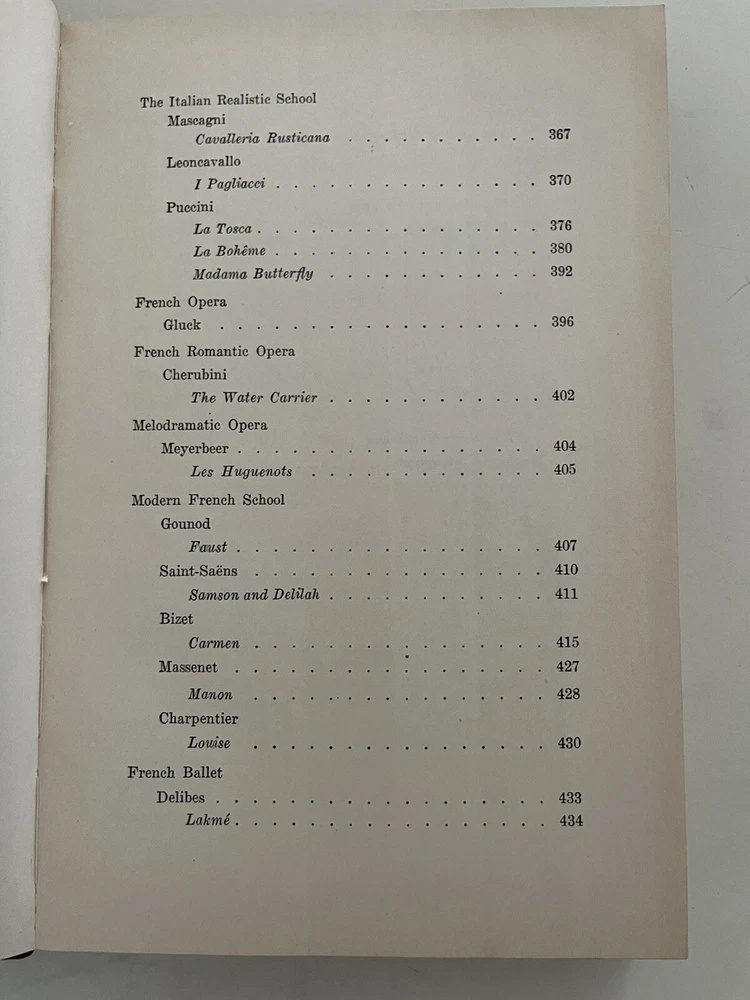 The Italian Realistic School
Mascagni
Cavalleria Rusticana . . . . . . . . . . . 367
Leoncavallo
I Pagliacci . . . . . . . . . . . . . . . 370
Puccini
La Tosca . . . . . . . . . . . . . . . . 376
La Bohême . . . . . . . . . . . . . . . 380
Madama Butterfly . . . . . . . . . . . . 392
French Opera
Gluck . . . . . . . . . . . . . . . . . . 396
French Romantic Opera
Cherubini
The Water Carrier . . . . . . . . . . . . 402
Melodramatic Opera
Meyerbeer . . . . . . . . . . . . . . . . . 404
Les Huguenots . . . . . . . . . . . . . 405
Modern French School
Gounod
Faust . . . . . . . . . . . . . . . . . 407
Saint-Saëns . . . . . . . . . . . . . . . . 410
Samson and Delilah . . . . . . . . . . . . 411
Bizet
Carmen . . . . . . . . . . . . . . . . 415
Massenet . . . . . . . . . . . . . . . . . 427
Manon . . . . . . . . . . . . . . . . 428
Charpentier
Louise . . . . . . . . . . . . . . . . 430
French Ballet
Delibes . . . . . . . . . . . . . . . . . . 433
Lakmé . . . . . . . . . . . . . . . . . 434